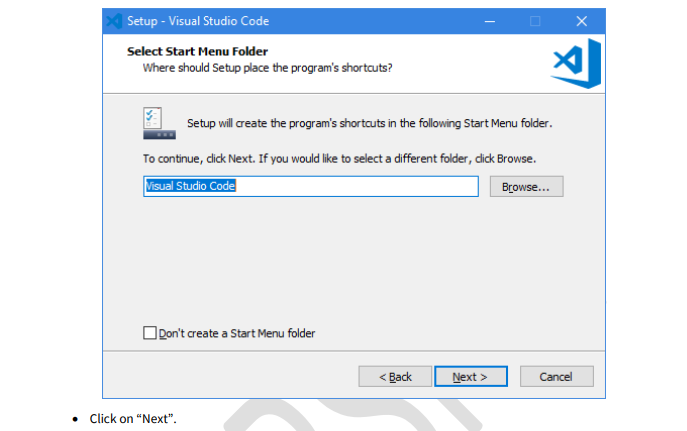 Setup - Visual Studio Code
Select Start Menu Folder
Where should Setup place the program's shortcuts?
Setup will create the program's shortcuts in the following Start Menu folder.
To continue, click Next. If you would like to select a different folder, click Browse.
Visual Studio Code
Browse...
Don't create a Start Menu folder
< Back
Next >
Cancel
• Click on “Next”.